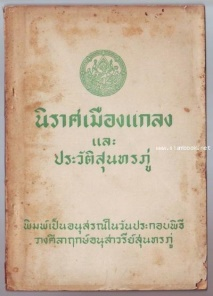 นิราศเมืองแกลง
และ
ประวัติสุนทรภู่
พิมพ์เป็นอนุสรณ์ในวันประกอบพิธี
วางศิลาฤกษ์อนุสาวรีย์สุนทรภู่